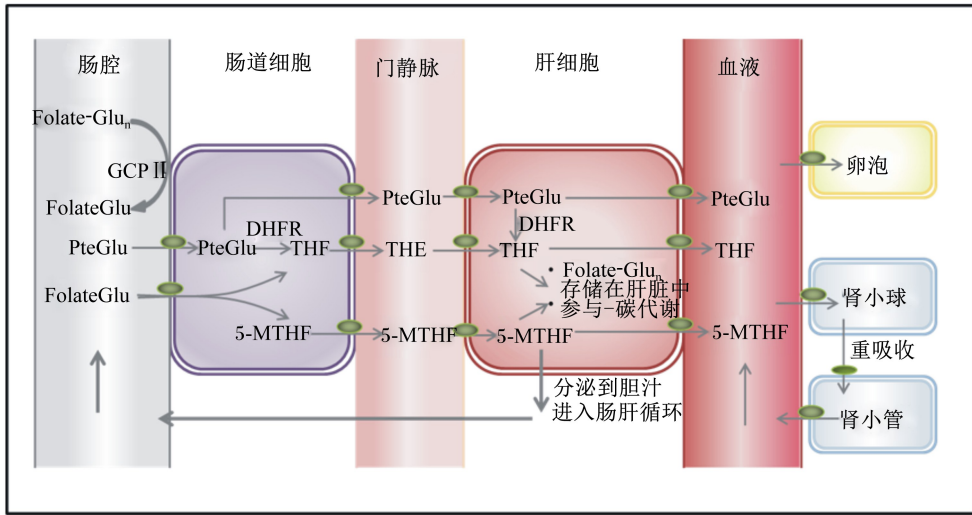 肠腔
肠道细胞
门静脉
肝细胞
血液
Folate-Gluₙ
GCP II
FolateGlu
PteGlu
FolateGlu
PteGlu
DHFR
THF
5-MTHF
PteGlu
THE
5-MTHF
PteGlu
DHFR
THF
· Folate-Gluₙ
存储在肝脏中
· 参与-碳代谢
5-MTHF
分泌到胆汁
进入肠肝循环
PteGlu
THF
5-MTHF
卵泡
肾小球
重吸收
肾小管